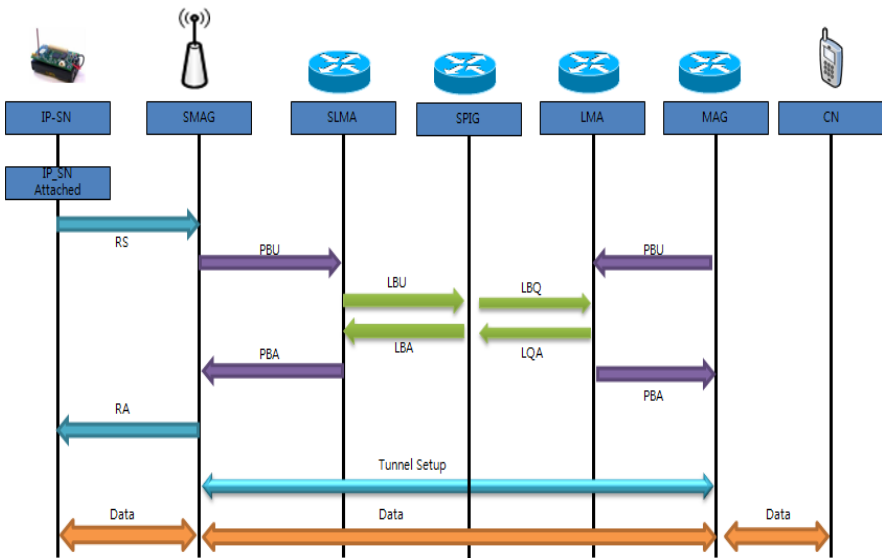 IP-SN
SMAG
SLMA
SPIG
LMA
MAG
CN
IP_SN
Attached
RS
PBU
PBU
LBU
LBQ
LBA
LQA
PBA
PBA
RA
Tunnel Setup
Data
Data
Data